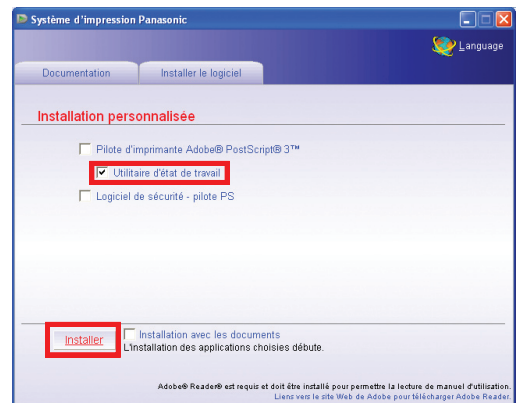 Système d'impression Panasonic
Language
Documentation
Installer le logiciel
Installation personnalisée
Pilote d'imprimante Adobe® PostScript® 3™
Utilitaire d'état de travail
Logiciel de sécurité - pilote PS
Installer
Installation avec les documents
L'installation des applications choisies débute.
Adobe® Reader® est requis et doit être installé pour permettre la lecture de manuel d'utilisation.
Liens vers le site Web de Adobe pour télécharger Adobe Reader.